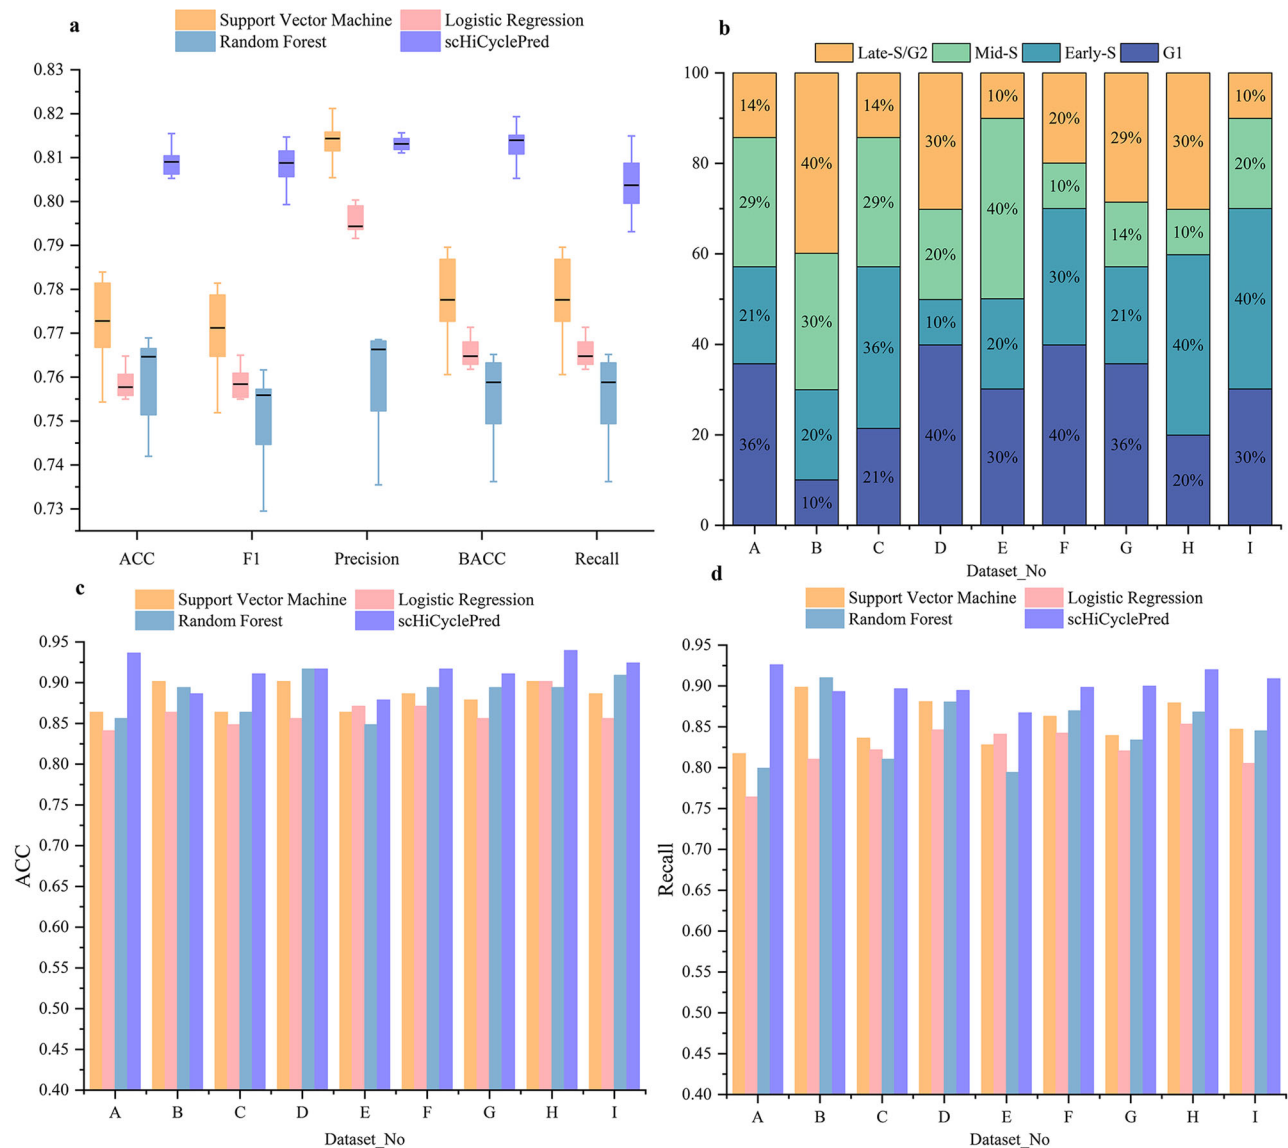 a
Support Vector Machine
Logistic Regression
Random Forest
scHiCyclePred
0.83
0.82
0.81
0.80
0.79
0.78
0.77
0.76
0.75
0.74
0.73
ACC F1 Precision BACC Recall
b
Late-S/G2 Mid-S Early-S G1
100
80
60
40
20
0
14% 40% 14% 30% 10% 20% 29% 30% 10%
29% 30% 29% 20% 40% 10% 14% 10% 20%
21% 20% 36% 10% 20% 30% 21% 40% 40%
36% 10% 21% 40% 30% 40% 36% 20% 30%
A B C D E F G H I
Dataset_No
c
Support Vector Machine
Logistic Regression
Random Forest
scHiCyclePred
ACC
0.95
0.90
0.85
0.80
0.75
0.70
0.65
0.60
0.55
0.50
0.45
0.40
A B C D E F G H I
Dataset_No
d
Support Vector Machine
Logistic Regression
Random Forest
scHiCyclePred
Recall
0.95
0.90
0.85
0.80
0.75
0.70
0.65
0.60
0.55
0.50
0.45
0.40
A B C D E F G H I
Dataset_No